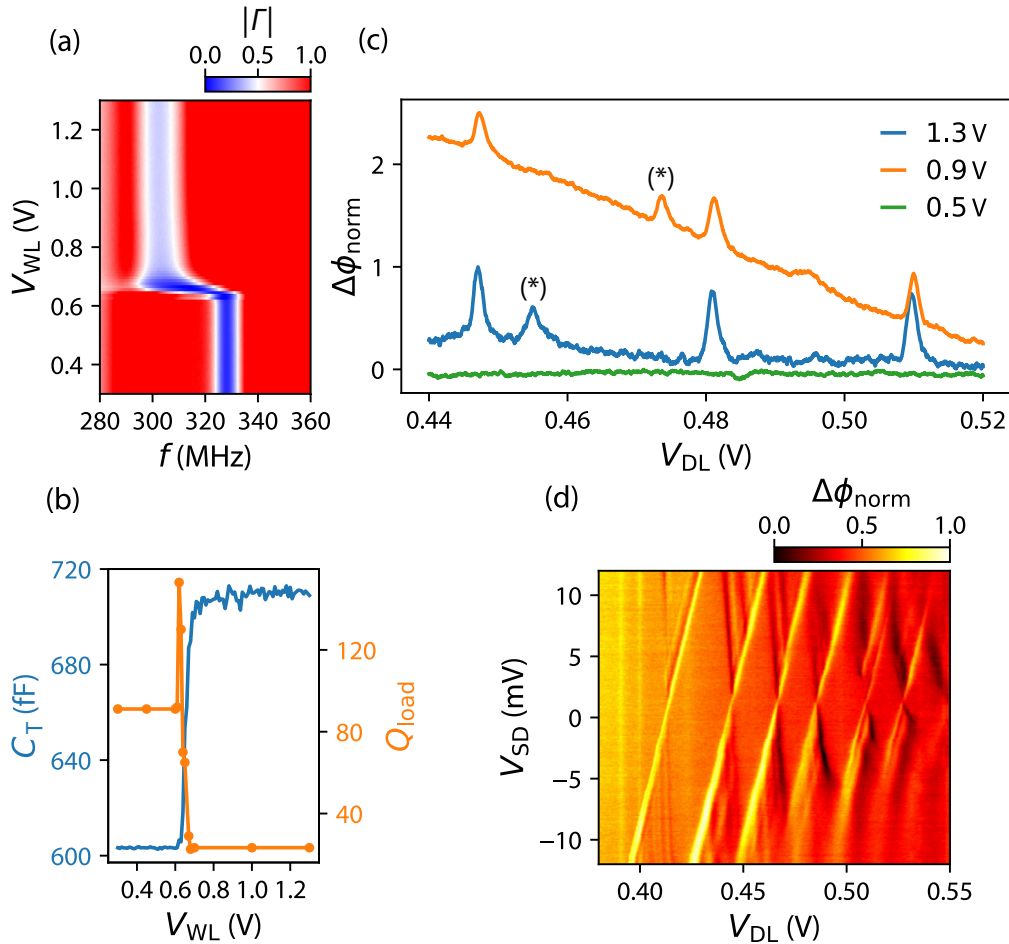 (a)
|Γ|
0.0 0.5 1.0
V_WL (V)
1.2
1.0
0.8
0.6
0.4
280 300 320 340 360
f (MHz)
(c)
Δϕ_norm
2
1
0
(*)
(*)
1.3 V
0.9 V
0.5 V
0.44 0.46 0.48 0.50 0.52
V_DL (V)
(b)
C_T (fF)
720
680
640
600
Q_load
120
80
40
0.4 0.6 0.8 1.0 1.2
V_WL (V)
(d)
Δϕ_norm
0.0 0.5 1.0
V_SD (mV)
10
5
0
−5
−10
0.40 0.45 0.50 0.55
V_DL (V)